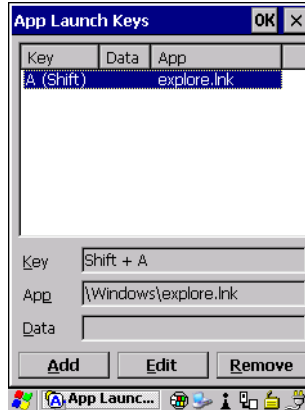 App Launch Keys OK
Key Data App
A (Shift) explore.lnk
Key Shift + A
App \Windows\explore.lnk
Data
Add Edit Remove
App Launc...